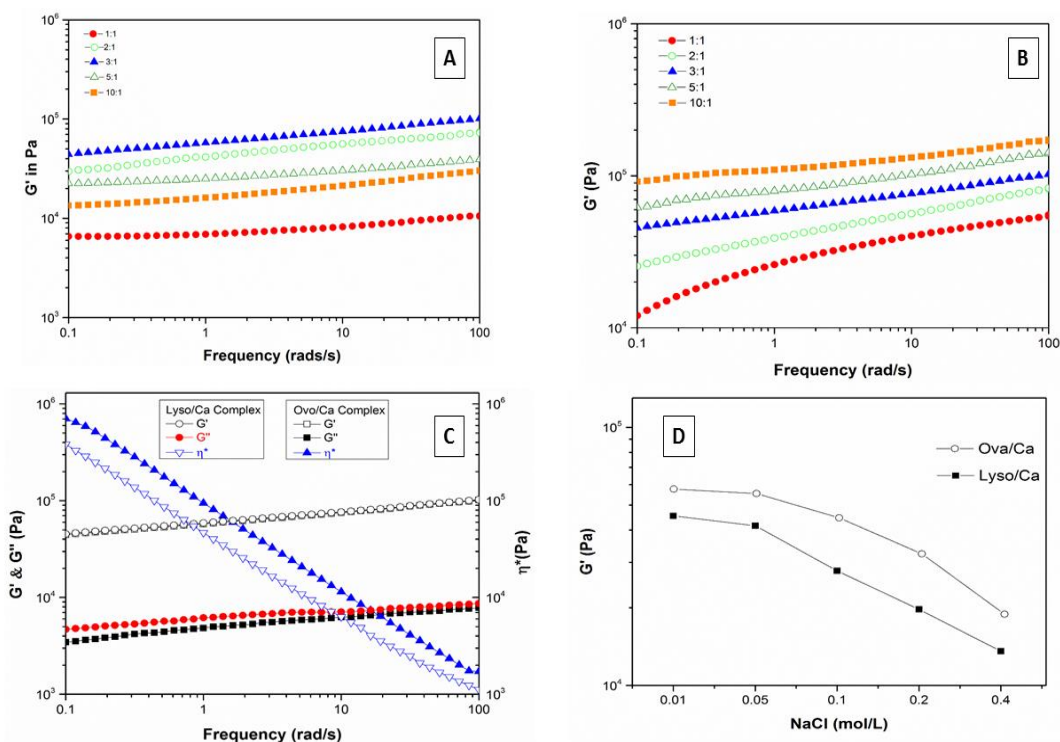 A
10⁶
10⁵
10⁴
10³
G' in Pa
1:1
2:1
3:1
5:1
10:1
0.1
1
10
100
Frequency (rads/s)
B
10⁶
10⁵
10⁴
G' (Pa)
1:1
2:1
3:1
5:1
10:1
0.1
1
10
100
Frequency (rad/s)
C
10⁶
10⁵
10⁴
10³
G' & G'' (Pa)
Lyso/Ca Complex
G'
G''
η*
Ovo/Ca Complex
G'
G''
η*
10⁶
10⁵
10⁴
10³
η*(Pa)
0.1
1
10
100
Frequency (rad/s)
D
10⁵
10⁴
G' (Pa)
Ova/Ca
Lyso/Ca
0.01
0.05
0.1
0.2
0.4
NaCl (mol/L)